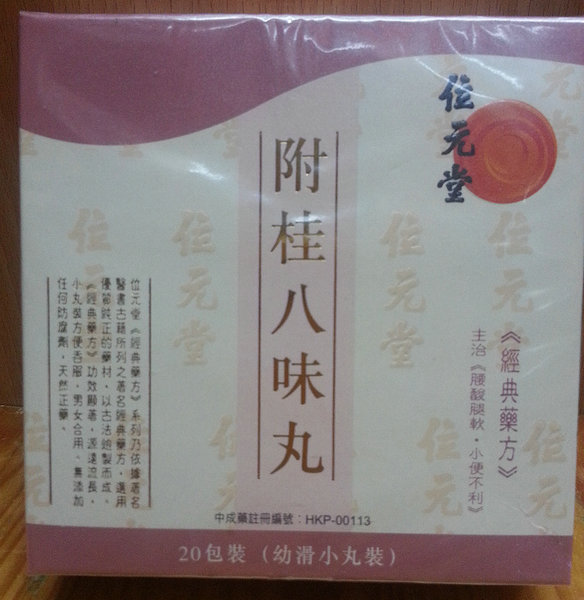 位元堂
附桂八味丸
《經典藥方》
主治《腰酸腿軟·小便不利》
位元堂《經典藥方》系列乃依據著名
醫書古籍所列之著名經典藥方，選用
優質純正的藥材，以古法繪製而成。
《經典藥方》功效顯著，源遠流長，
小丸裝方便吞服，男女合用、無添加
任何防腐劑，天然正藥。
中成藥註冊編號：HKP-00113
20包裝（幼滑小丸裝）